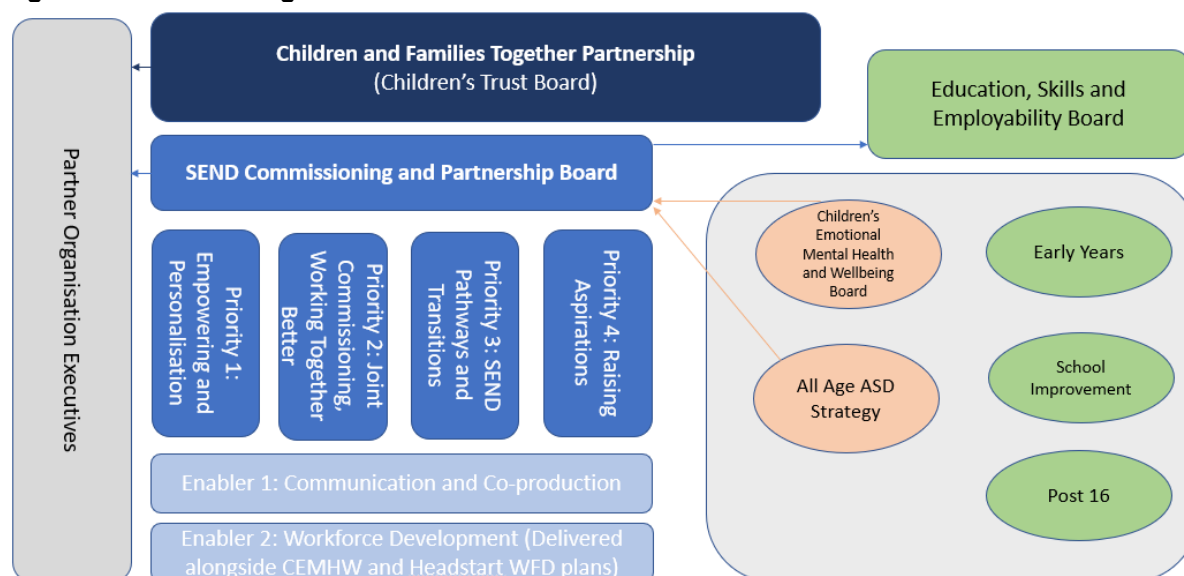 Partner Organisation Executives
Children and Families Together Partnership
(Children's Trust Board)
Education, Skills and
Employability Board
SEND Commissioning and Partnership Board
Priority 1:
Empowering and
Personalisation
Priority 2: Joint
Commissioning,
Working Together
Better
Priority 3: SEND
Pathways and
Transitions
Priority 4: Raising
Aspirations
Children's
Emotional
Mental Health
and Wellbeing
Board
Early Years
All Age ASD
Strategy
School
Improvement
Post 16
Enabler 1: Communication and Co-production
Enabler 2: Workforce Development (Delivered
alongside CEMHW and Headstart WFD plans)